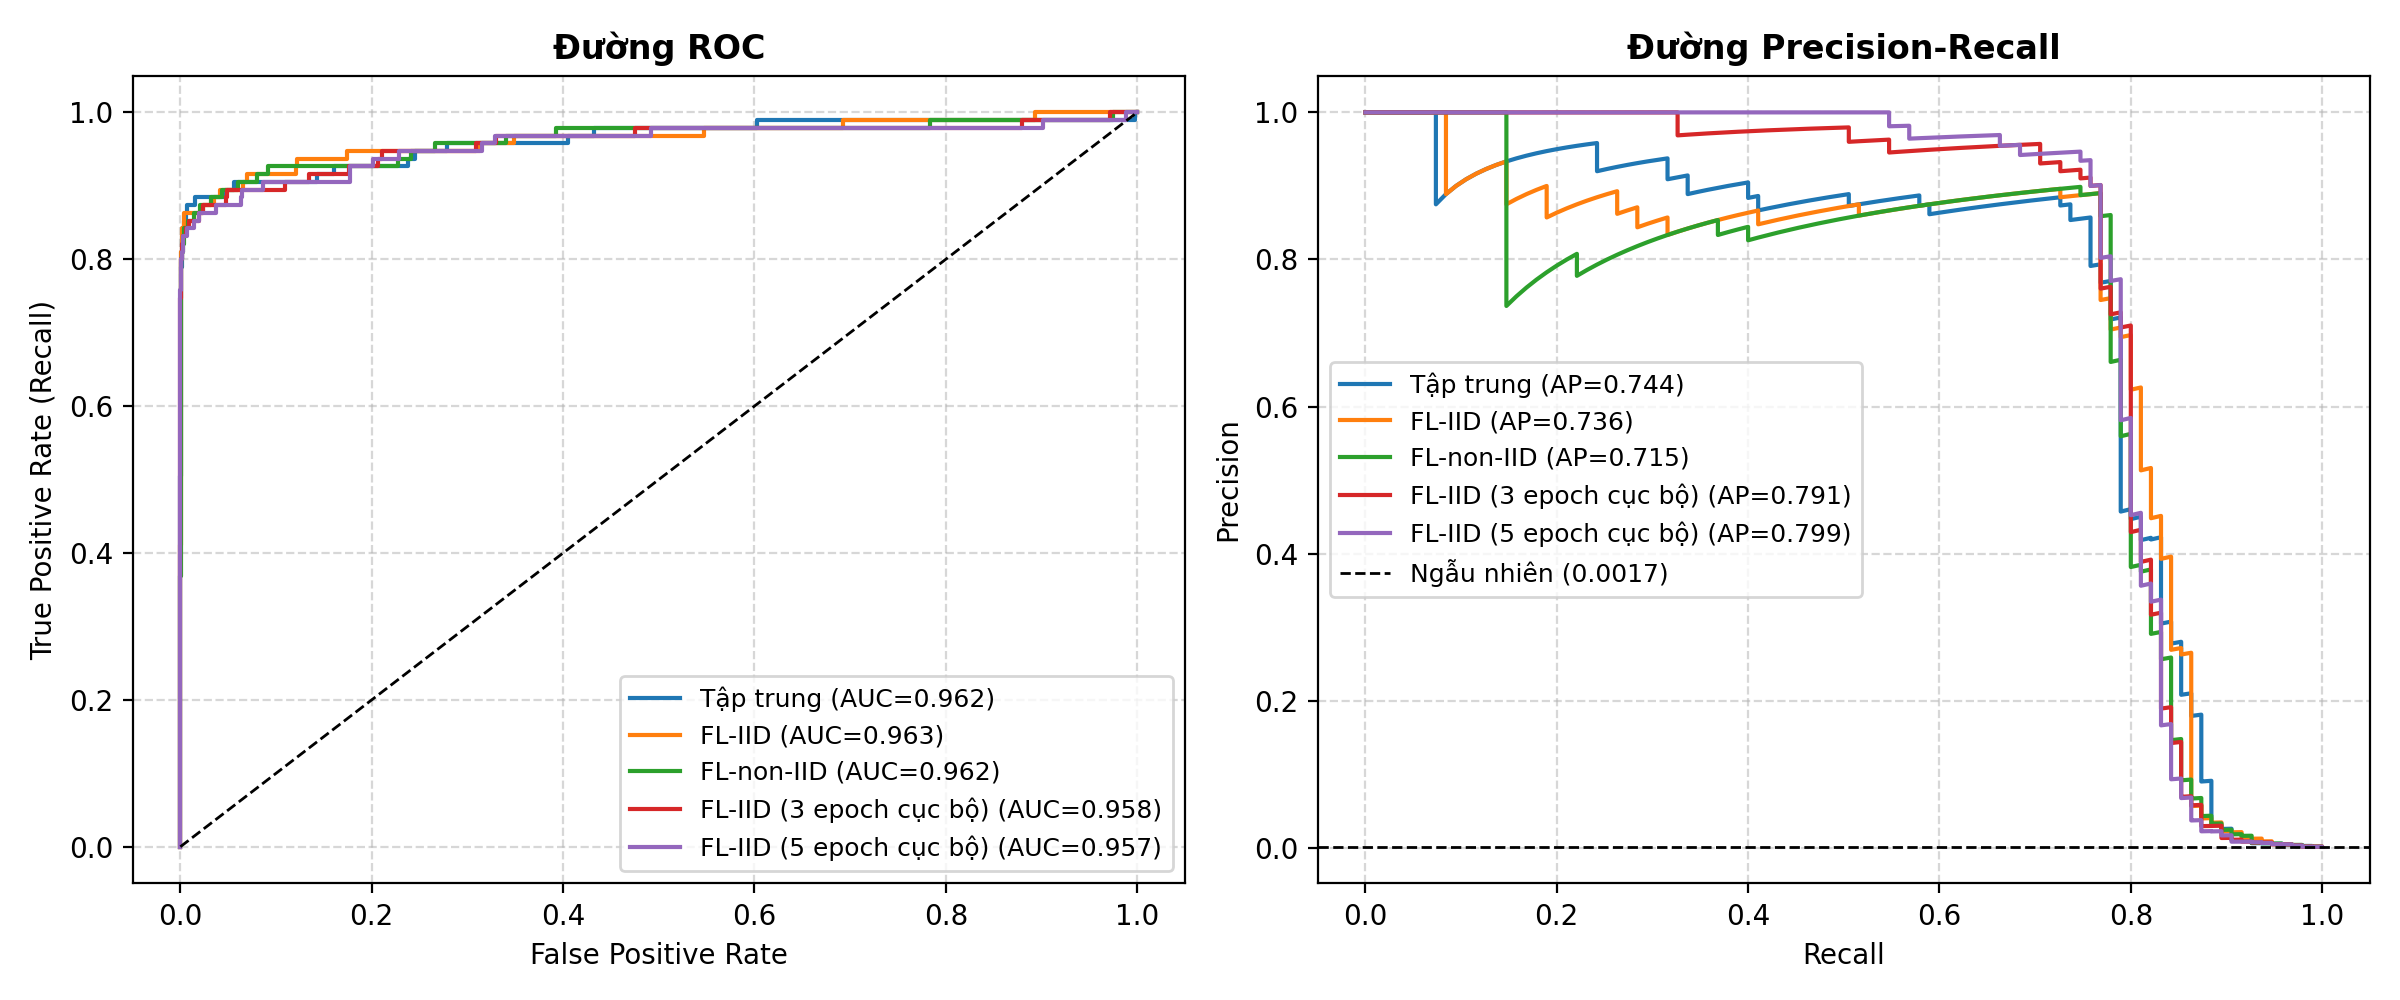 Đường ROC
True Positive Rate (Recall)
1.0
0.8
0.6
0.4
0.2
0.0
Tập trung (AUC=0.962)
FL-IID (AUC=0.963)
FL-non-IID (AUC=0.962)
FL-IID (3 epoch cục bộ) (AUC=0.958)
FL-IID (5 epoch cục bộ) (AUC=0.957)
0.0 0.2 0.4 0.6 0.8 1.0
False Positive Rate
Đường Precision-Recall
Precision
1.0
0.8
0.6
0.4
0.2
0.0
Tập trung (AP=0.744)
FL-IID (AP=0.736)
FL-non-IID (AP=0.715)
FL-IID (3 epoch cục bộ) (AP=0.791)
FL-IID (5 epoch cục bộ) (AP=0.799)
Ngẫu nhiên (0.0017)
0.0 0.2 0.4 0.6 0.8 1.0
Recall